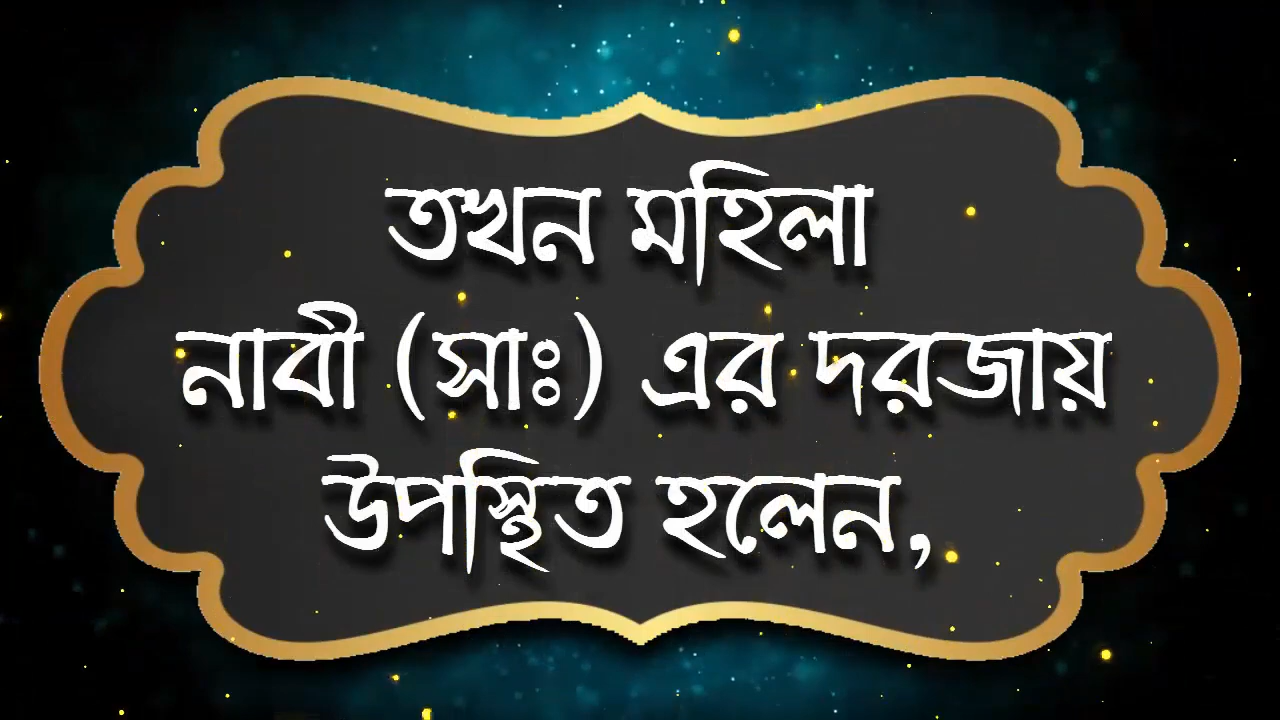 তখন মহিলা
নাবী (সাঃ) এর দরজায়
উপস্থিত হলেন,